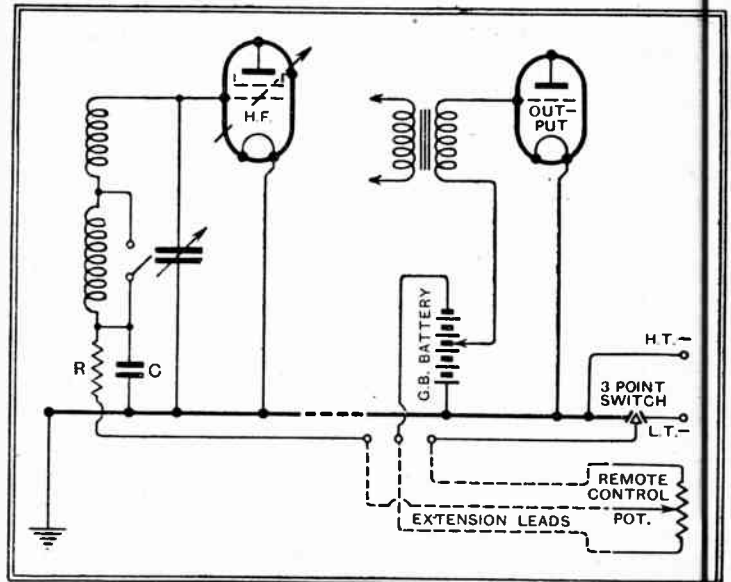 H.F.
OUT-
PUT
G.B. BATTERY
R
C
H.T.-
3 POINT
SWITCH
L.T.-
REMOTE
CONTROL
POT.
EXTENSION LEADS